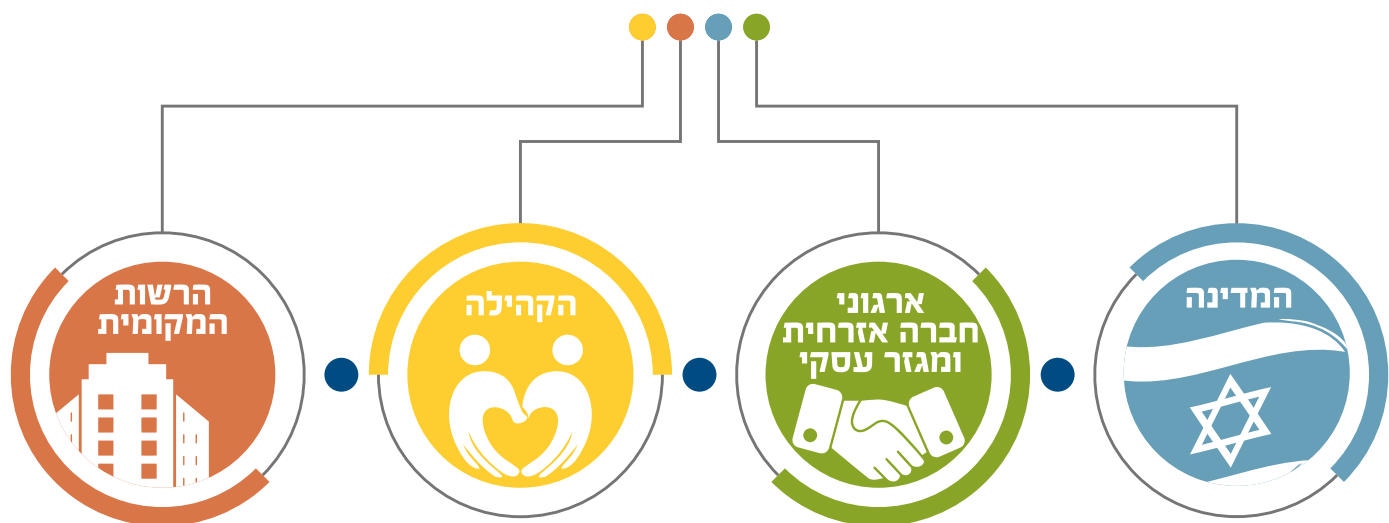 המדינה
ארגוני
חברה אזרחית
ומגזר עסקי
הקהילה
הרשות
המקומית